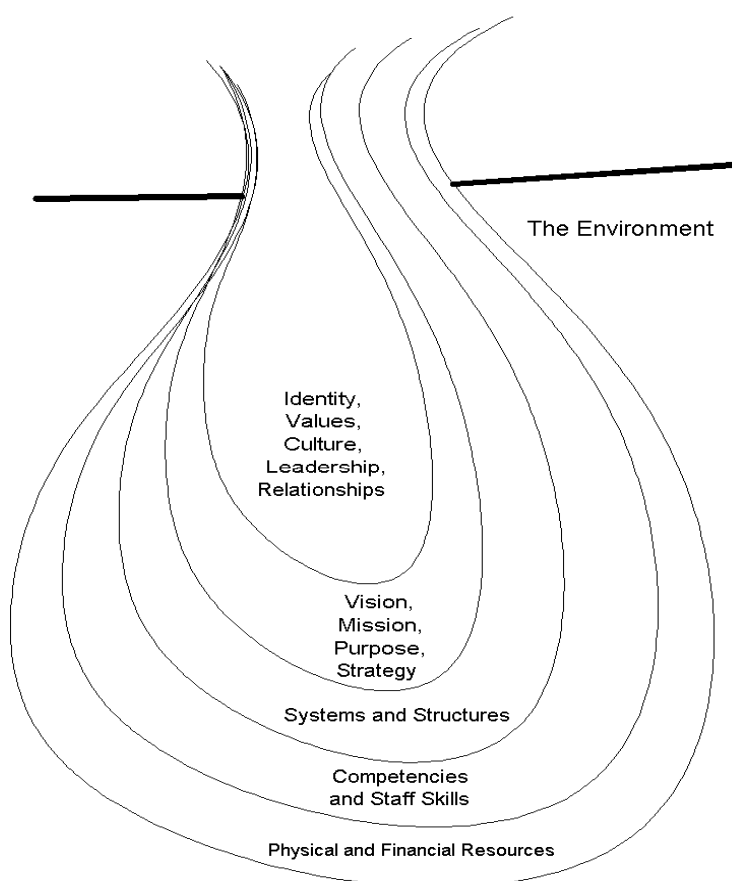 The Environment
Identity,
Values,
Culture,
Leadership,
Relationships
Vision,
Mission,
Purpose,
Strategy
Systems and Structures
Competencies
and Staff Skills
Physical and Financial Resources